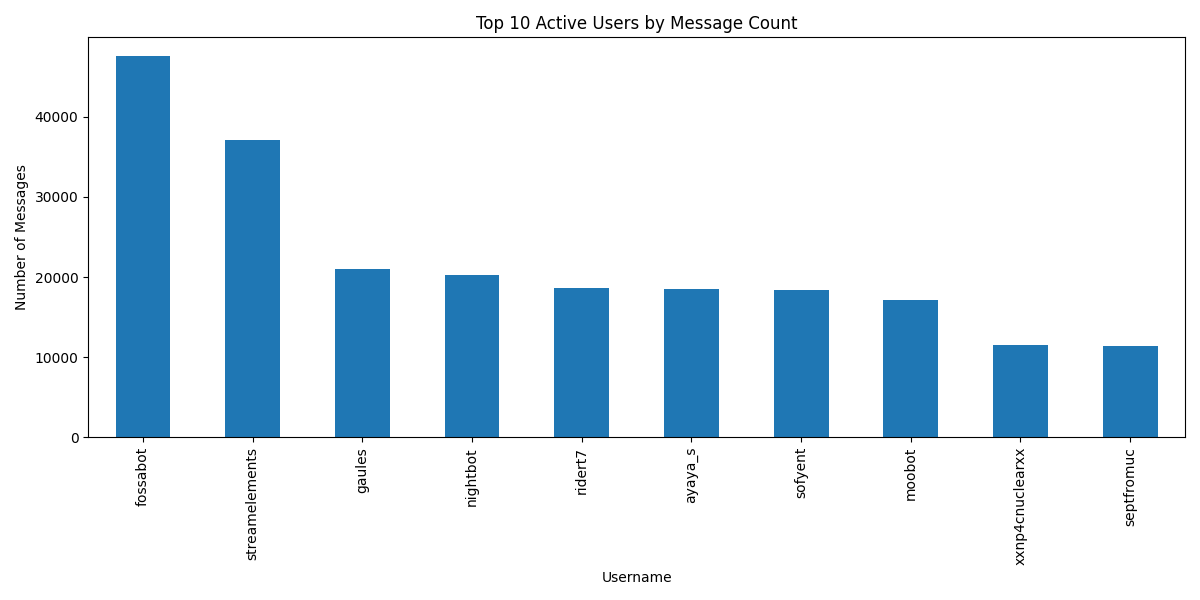 Top 10 Active Users by Message Count
Number of Messages
40000
30000
20000
10000
0
fossabot
streamelements
gaules
nightbot
ridert7
ayaya_s
sofyent
moobot
xxnp4cnuclearxx
septfromuc
Username